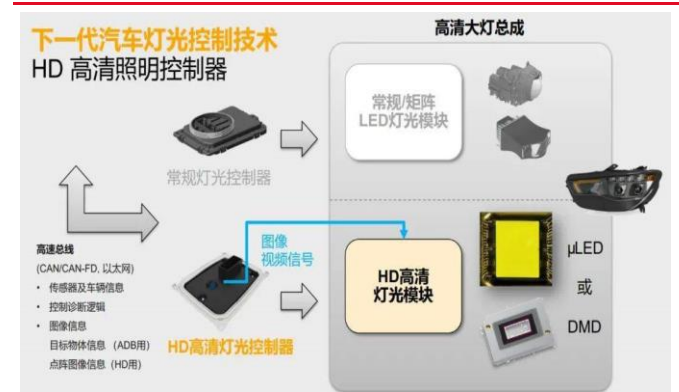 下一代汽车灯光控制技术
HD 高清照明控制器
高清大灯总成
常规/矩阵
LED灯光模块
常规灯光控制器
图像
视频信号
高速总线
(CAN/CAN-FD, 以太网)
• 传感器及车辆信息
• 控制诊断逻辑
• 图像信息
目标物体信息（ADB用）
点阵图像信息（HD用）
HD高清灯光控制器
HD高清
灯光模块
μLED
或
DMD